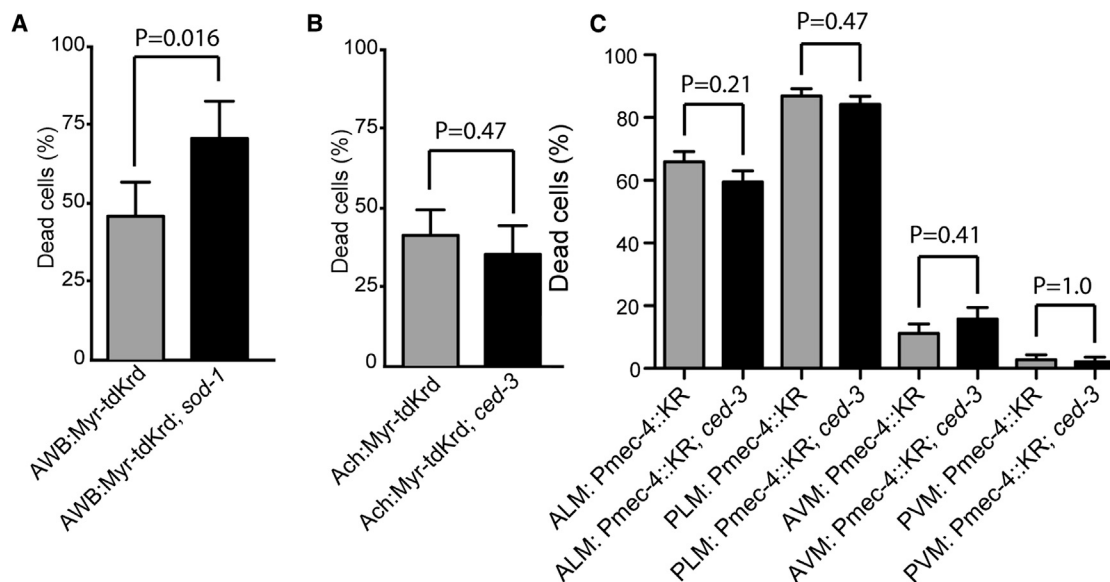 A
Dead cells (%)
100
75
50
25
0
P=0.016
AWB:Myr-tdKrd
AWB:Myr-tdKrd; sod-1
B
Dead cells (%)
100
75
50
25
0
P=0.47
Ach:Myr-tdKrd
Ach:Myr-tdKrd; ced-3
C
Dead cells (%)
100
80
60
40
20
0
P=0.21
P=0.47
P=0.41
P=1.0
ALM: Pmec-4::KR
ALM: Pmec-4::KR; ced-3
PLM: Pmec-4::KR
PLM: Pmec-4::KR; ced-3
AVM: Pmec-4::KR
AVM: Pmec-4::KR; ced-3
PVM: Pmec-4::KR
PVM: Pmec-4::KR; ced-3